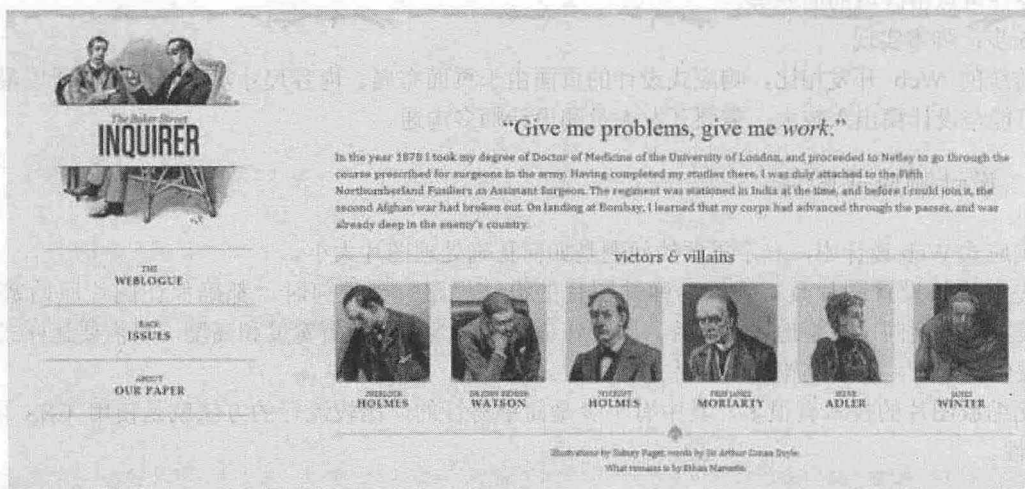 The Baker Street
INQUIRER
THE
WEBLOGUE
BACK
ISSUES
ABOUT
OUR PAPER
“Give me problems, give me work.”
In the year 1878 I took my degree of Doctor of Medicine of the University of London, and proceeded to Netley to go through the
course prescribed for surgeons in the army. Having completed my studies there, I was duly attached to the Fifth
Northumberland Fusiliers as Assistant Surgeon. The regiment was stationed in India at the time, and before I could join it, the
second Afghan war had broken out. On landing at Bombay, I learned that my corps had advanced through the passes, and was
already deep in the enemy's country.
victors & villains
SHERLOCK
HOLMES
WATSON
MYCROFT
HOLMES
PROF. JAMES
MORIARTY
IRENE
ADLER
JAMES
WINTER
Illustrations by Sidney Paget, words by Sir Arthur Conan Doyle.
What remains is by Ethan Marcotte.